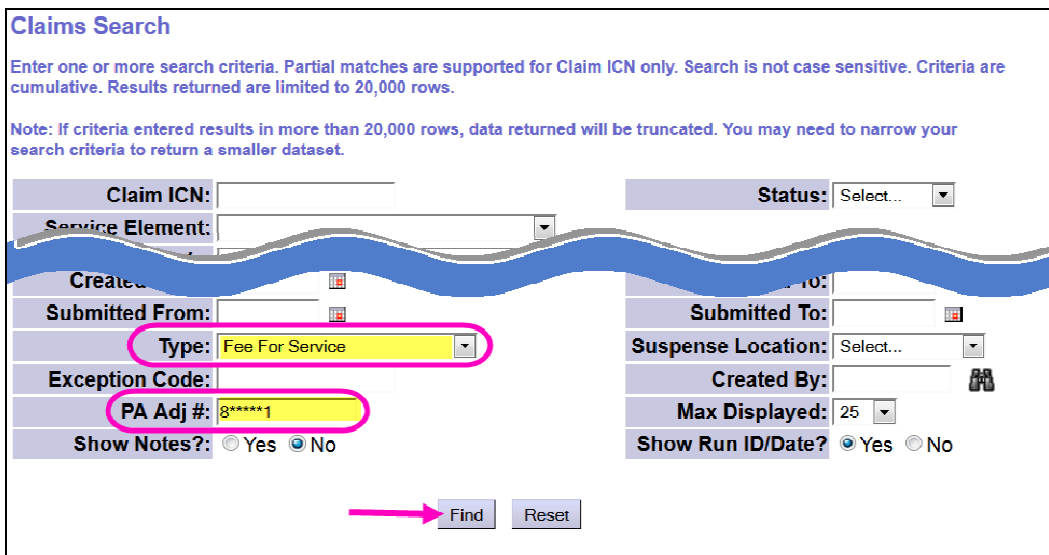 Claims Search
Enter one or more search criteria. Partial matches are supported for Claim ICN only. Search is not case sensitive. Criteria are
cumulative. Results returned are limited to 20,000 rows.
Note: If criteria entered results in more than 20,000 rows, data returned will be truncated. You may need to narrow your
search criteria to return a smaller dataset.
Claim ICN: Status: Select...
Service Element:
Created To:
Submitted From: Submitted To:
Type: Fee For Service Suspense Location: Select...
Exception Code: Created By:
PA Adj #: 8*****1 Max Displayed: 25
Show Notes?: Yes No Show Run ID/Date? Yes No
Find Reset